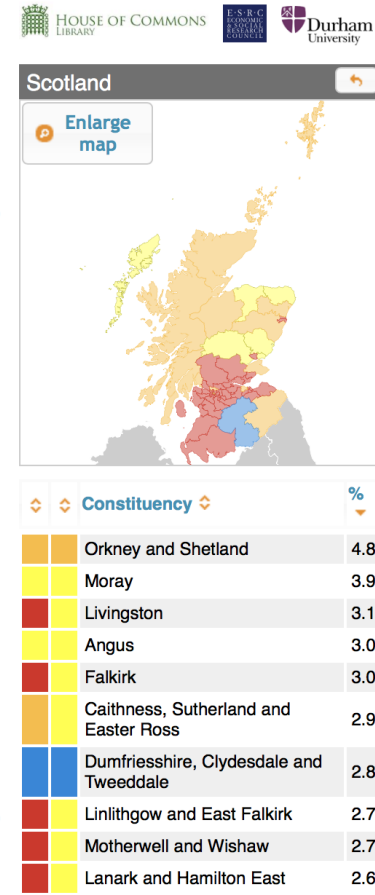 HOUSE OF COMMONS
LIBRARY
E·S·R·C
ECONOMIC
& SOCIAL
RESEARCH
COUNCIL
Durham
University
Scotland
Enlarge
map
Constituency
%
Orkney and Shetland 4.8
Moray 3.9
Livingston 3.1
Angus 3.0
Falkirk 3.0
Caithness, Sutherland and
Easter Ross 2.9
Dumfriesshire, Clydesdale and
Tweeddale 2.8
Linlithgow and East Falkirk 2.7
Motherwell and Wishaw 2.7
Lanark and Hamilton East 2.6